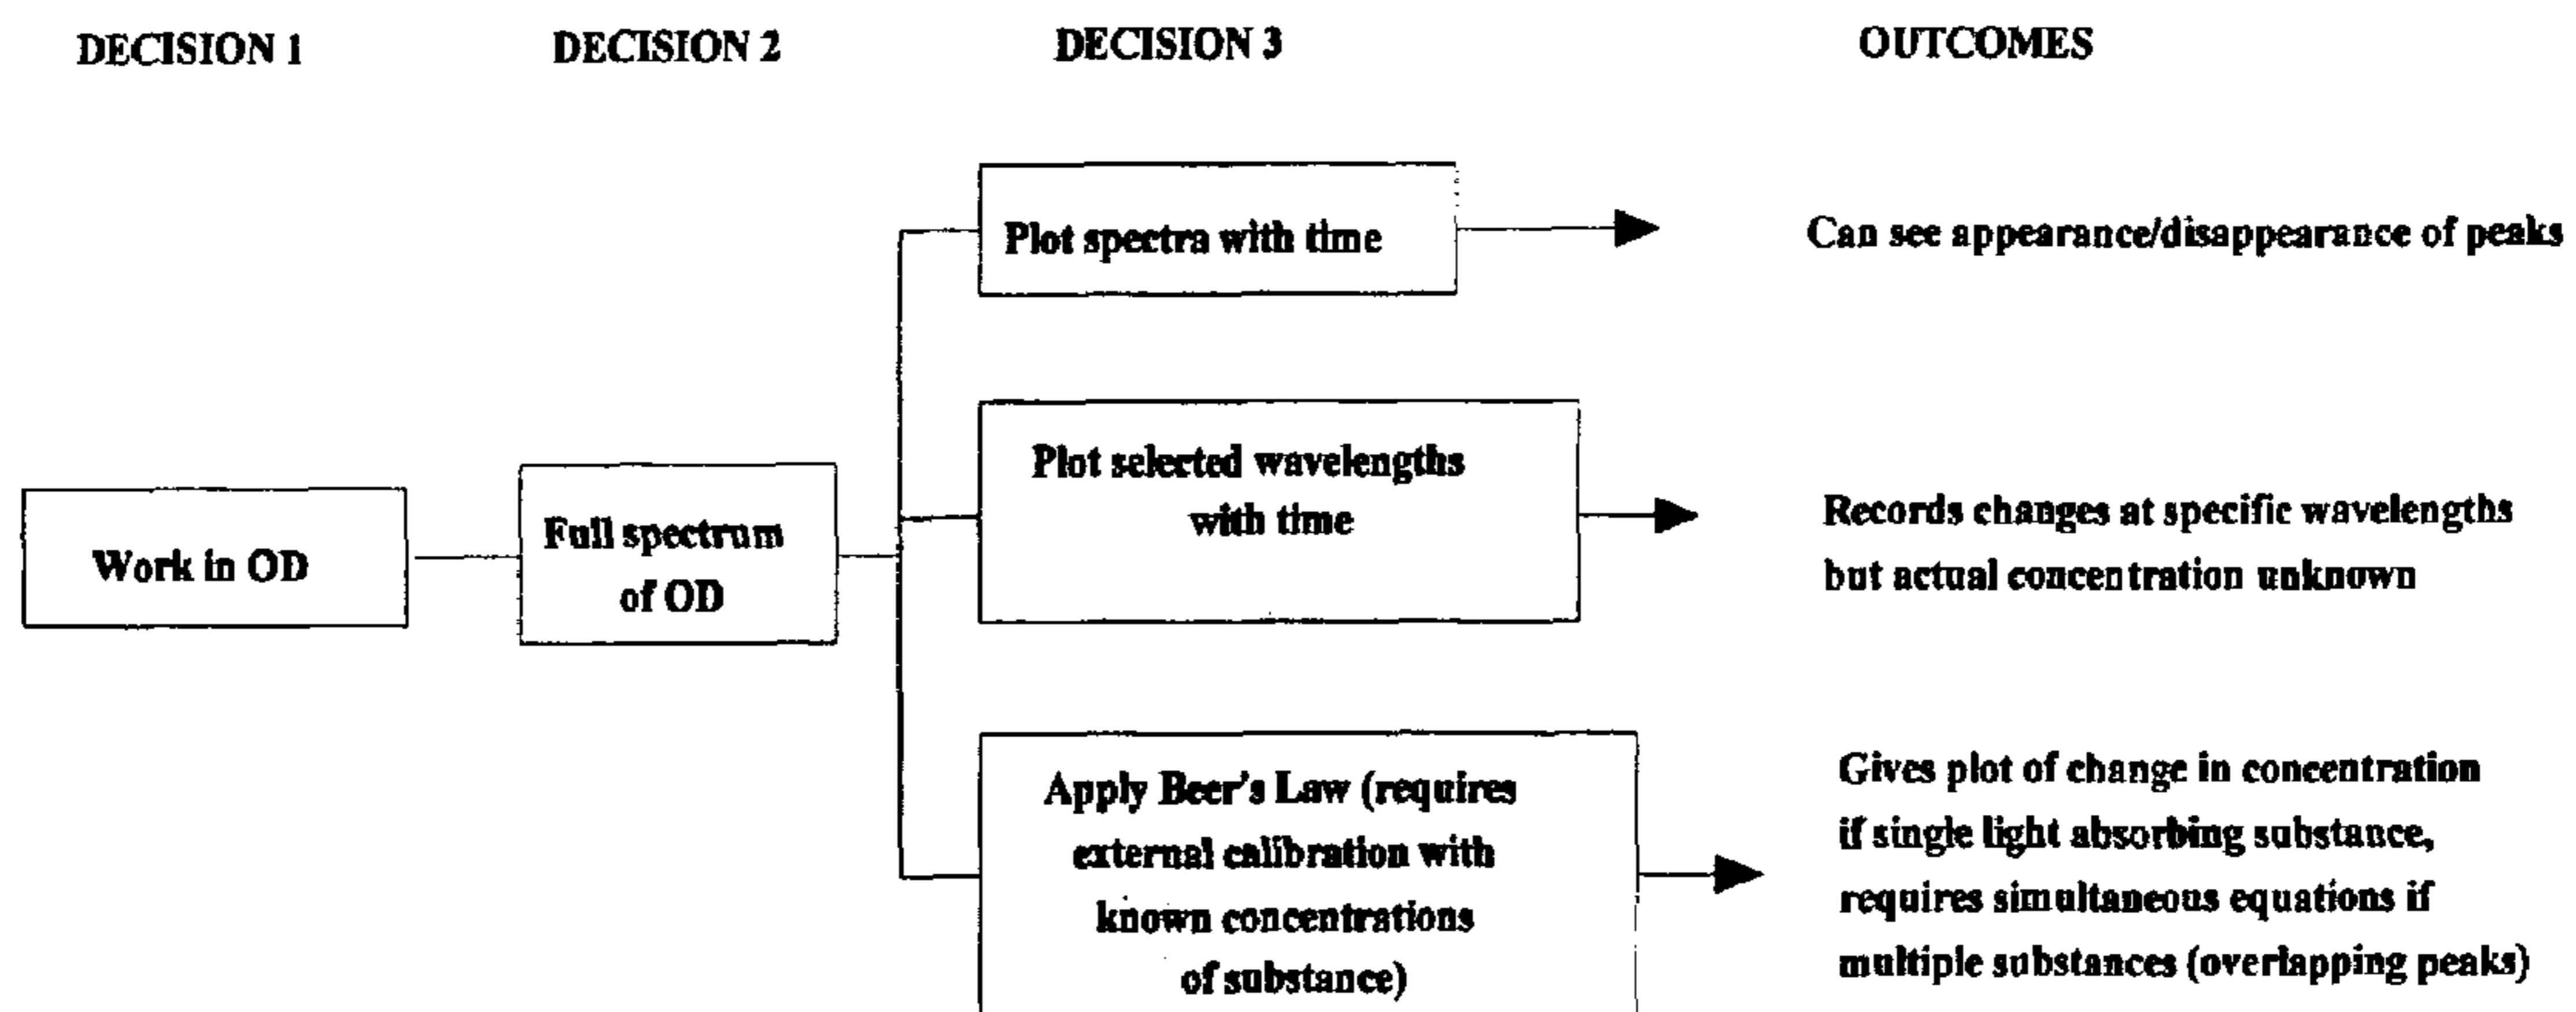 DECISION 1
DECISION 2
DECISION 3
OUTCOMES
Plot spectra with time
Can see appearance/disappearance of peaks
Work in OD
Full spectrum
of OD
Plot selected wavelengths
with time
Records changes at specific wavelengths
but actual concentration unknown
Apply Beer's Law (requires
external calibration with
known concentrations
of substance)
Gives plot of change in concentration
if single light absorbing substance,
requires simultaneous equations if
multiple substances (overlapping peaks)